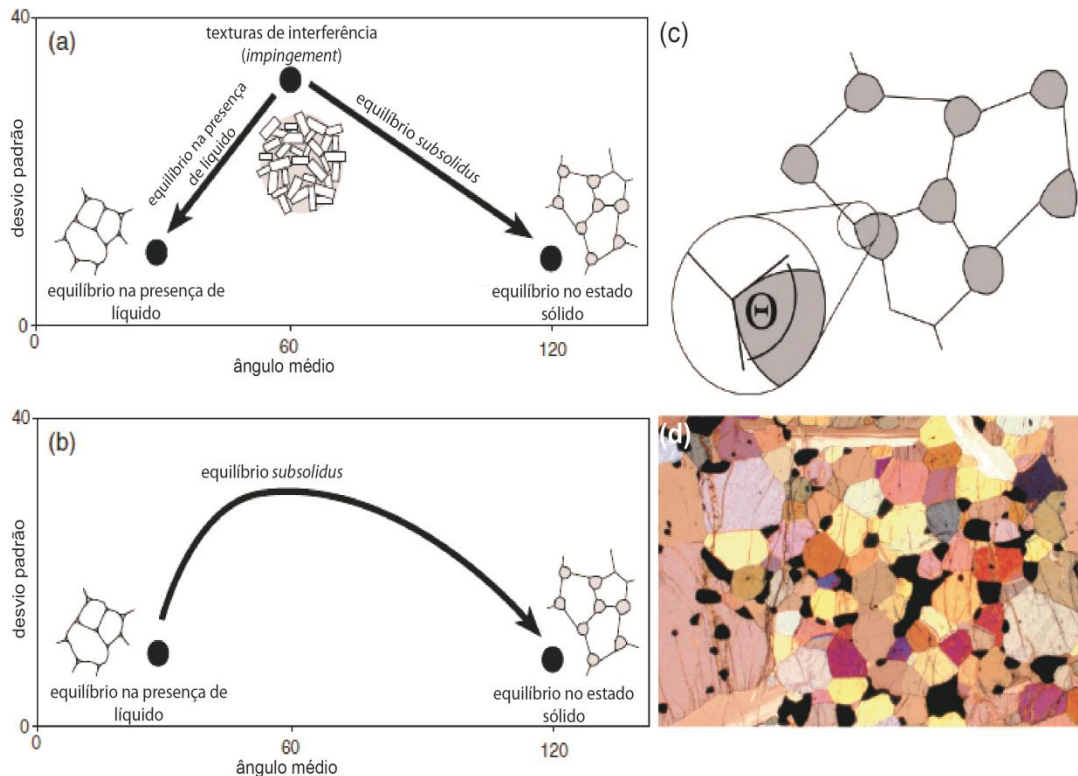 40
(a)
texturas de interferência
(impingement)
equilíbrio na presença
de líquido
equilíbrio subsolidus
desvio padrão
equilíbrio na presença de
líquido
equilíbrio no estado
sólido
0
0
60
120
ângulo médio
(c)
Θ
40
(b)
equilíbrio subsolidus
desvio padrão
equilíbrio na presença de
líquido
equilíbrio no estado
sólido
0
0
60
120
ângulo médio
(d)